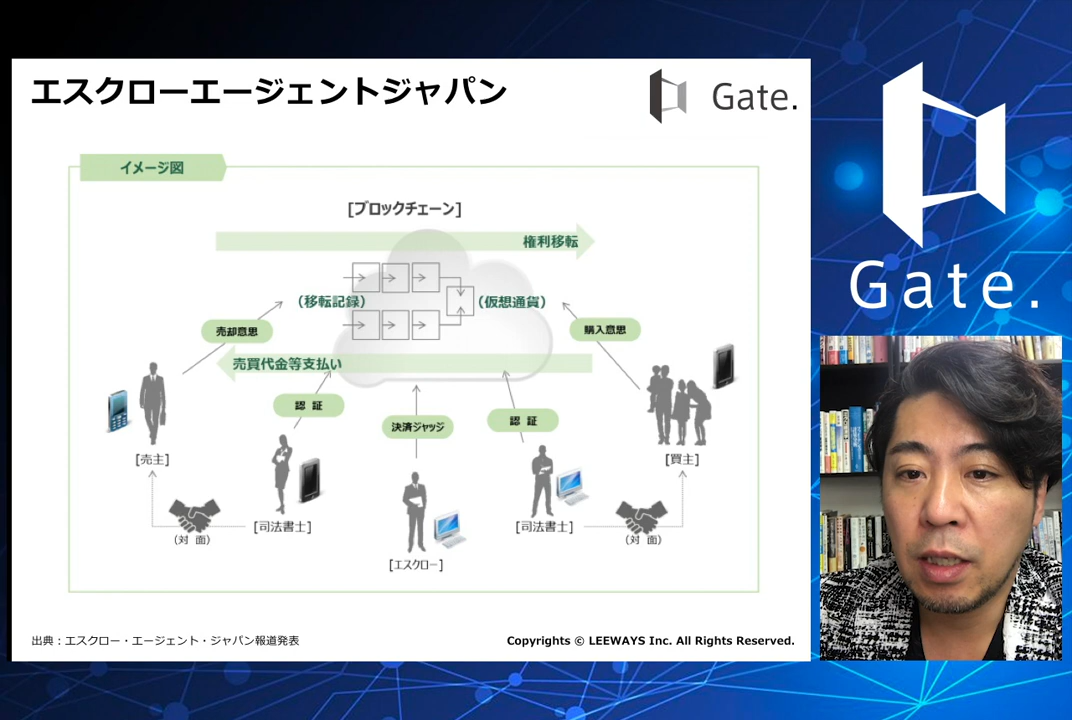 エスクローエージェントジャパン
Gate.
イメージ図
[ブロックチェーン]
権利移転
(移転記録)
(仮想通貨)
売却意思
購入意思
売買代金等支払い
認 証
決済ジャッジ
認 証
[売主]
[買主]
[司法書士]
[司法書士]
(対 面)
(対 面)
[エスクロー]
出典：エスクロー・エージェント・ジャパン報道発表
Copyrights © LEEWAYS Inc. All Rights Reserved.
Gate.